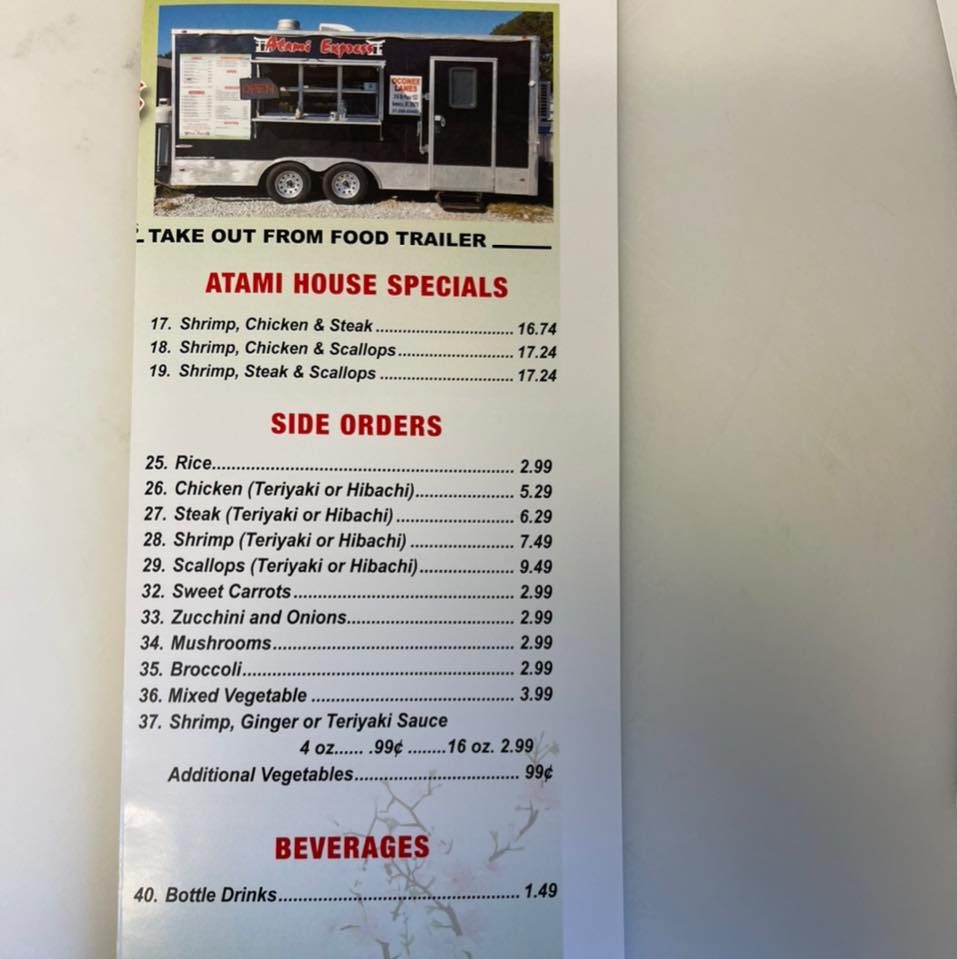 Atami Express
OPEN
OCONEE
LANES
TAKE OUT FROM FOOD TRAILER
ATAMI HOUSE SPECIALS
17. Shrimp, Chicken & Steak 16.74
18. Shrimp, Chicken & Scallops 17.24
19. Shrimp, Steak & Scallops 17.24
SIDE ORDERS
25. Rice 2.99
26. Chicken (Teriyaki or Hibachi) 5.29
27. Steak (Teriyaki or Hibachi) 6.29
28. Shrimp (Teriyaki or Hibachi) 7.49
29. Scallops (Teriyaki or Hibachi) 9.49
32. Sweet Carrots 2.99
33. Zucchini and Onions 2.99
34. Mushrooms 2.99
35. Broccoli 2.99
36. Mixed Vegetable 3.99
37. Shrimp, Ginger or Teriyaki Sauce
4 oz...... .99¢ ........16 oz. 2.99
Additional Vegetables 99¢
BEVERAGES
40. Bottle Drinks 1.49